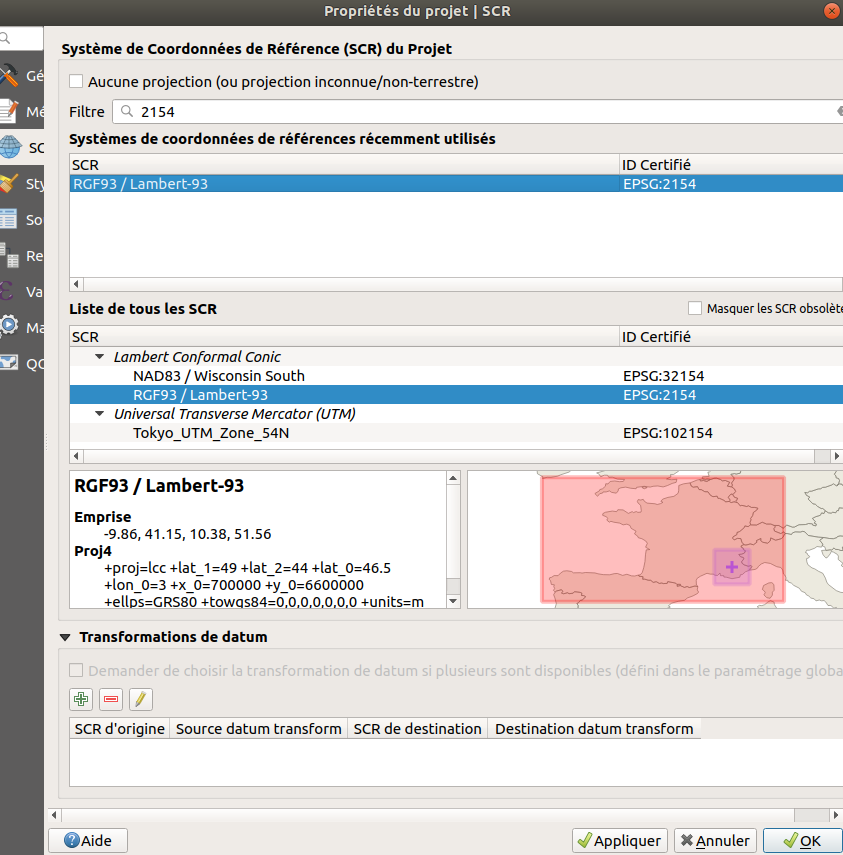 Propriétés du projet | SCR
Système de Coordonnées de Référence (SCR) du Projet
Aucune projection (ou projection inconnue/non-terrestre)
Filtre 2154
Systèmes de coordonnées de références récemment utilisés
SCR ID Certifié
RGF93 / Lambert-93 EPSG:2154
Gé
Mé
SC
Sty
So
Re
Va
Ma
QG
Liste de tous les SCR Masquer les SCR obsolète
SCR ID Certifié
Lambert Conformal Conic
NAD83 / Wisconsin South EPSG:32154
RGF93 / Lambert-93 EPSG:2154
Universal Transverse Mercator (UTM)
Tokyo_UTM_Zone_54N EPSG:102154
RGF93 / Lambert-93
Emprise
-9.86, 41.15, 10.38, 51.56
Proj4
+proj=lcc +lat_1=49 +lat_2=44 +lat_0=46.5
+lon_0=3 +x_0=700000 +y_0=6600000
+ellps=GRS80 +towgs84=0,0,0,0,0,0,0 +units=m
Transformations de datum
Demander de choisir la transformation de datum si plusieurs sont disponibles (défini dans le paramétrage globa
SCR d'origine Source datum transform SCR de destination Destination datum transform
Aide Appliquer Annuler OK